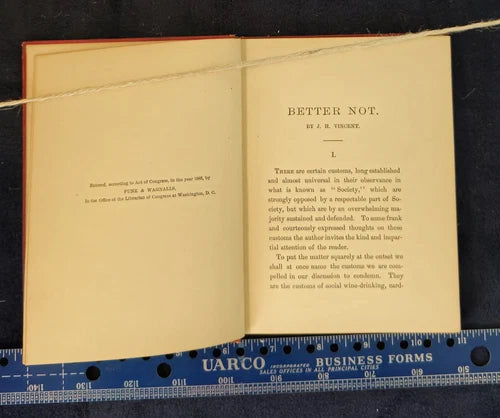 Entered, according to Act of Congress, in the year 1888, by
FUNK & WAGNALLS,
In the Office of the Librarian of Congress at Washington, D. C.
BETTER NOT.
BY J. H. VINCENT.
I.
THERE are certain customs, long established
and almost universal in their observance in
what is known as "Society," which are
strongly opposed by a respectable part of So-
ciety, but which are by an overwhelming ma-
jority sustained and defended. To some frank
and courteously expressed thoughts on these
customs the author invites the kind and impar-
tial attention of the reader.
To put the matter squarely at the outset we
shall at once name the customs we are com-
pelled in our discussion to condemn. They
are the customs of social wine-drinking, card-
UARCO INCORPORATED BUSINESS FORMS
SALES OFFICES IN ALL PRINCIPAL CITIES